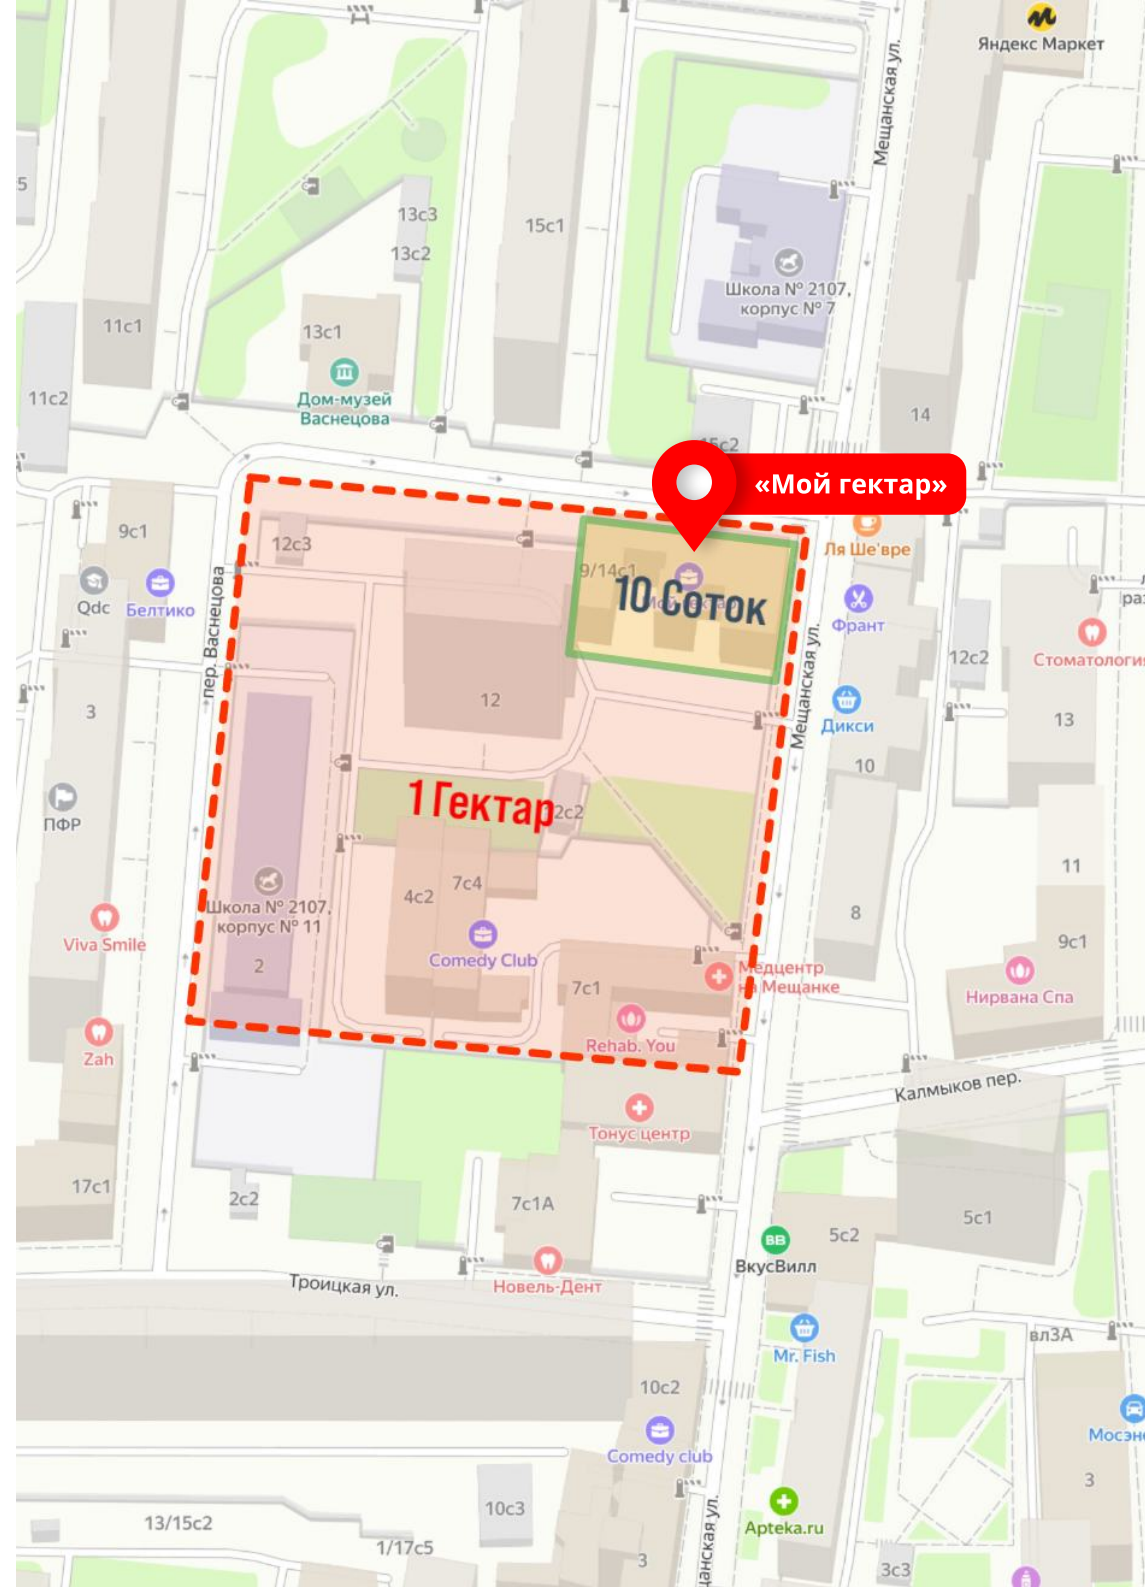 Яндекс Маркет
Мещанская ул.
5
13с3
13с2
15с1
Школа № 2107,
корпус № 7
11с1
13с1
11с2
Дом-музей
Васнецова
14
15с2
«Мой гектар»
9с1
12с3
Ля Ше'вре
9/14с1
Qdc
Белтико
10 Соток
Франт
пер. Васнецова
12с2
Стоматология
Мещанская ул.
12
3
13
Дикси
10
1 Гектар
12с2
ПФР
11
7с4
4с2
Школа № 2107,
корпус № 11
8
Viva Smile
9с1
Comedy Club
2
Медцентр
на Мещанке
7с1
Нирвана Спа
Rehab. You
Zah
Калмыков пер.
Тонус центр
17с1
2с2
7с1А
5с1
5с2
ВкусВилл
Троицкая ул.
Новель-Дент
вл3А
Mr. Fish
10с2
Comedy club
3
10с3
13/15с2
Apteka.ru
1/17с5
3
3с3